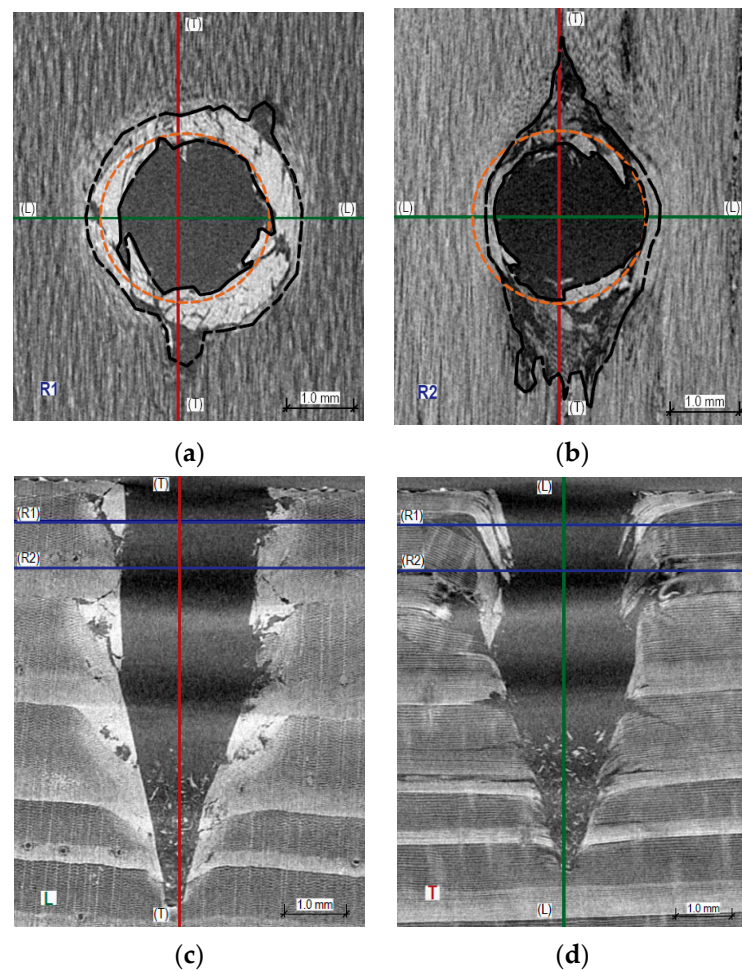 (T)
(L)
(L)
R1
(T)
1.0 mm
(a)
(T)
(L)
(L)
R2
(T)
1.0 mm
(b)
(T)
(R1)
(R2)
L
(T)
1.0 mm
(c)
(L)
(R1)
(R2)
T
(L)
1.0 mm
(d)